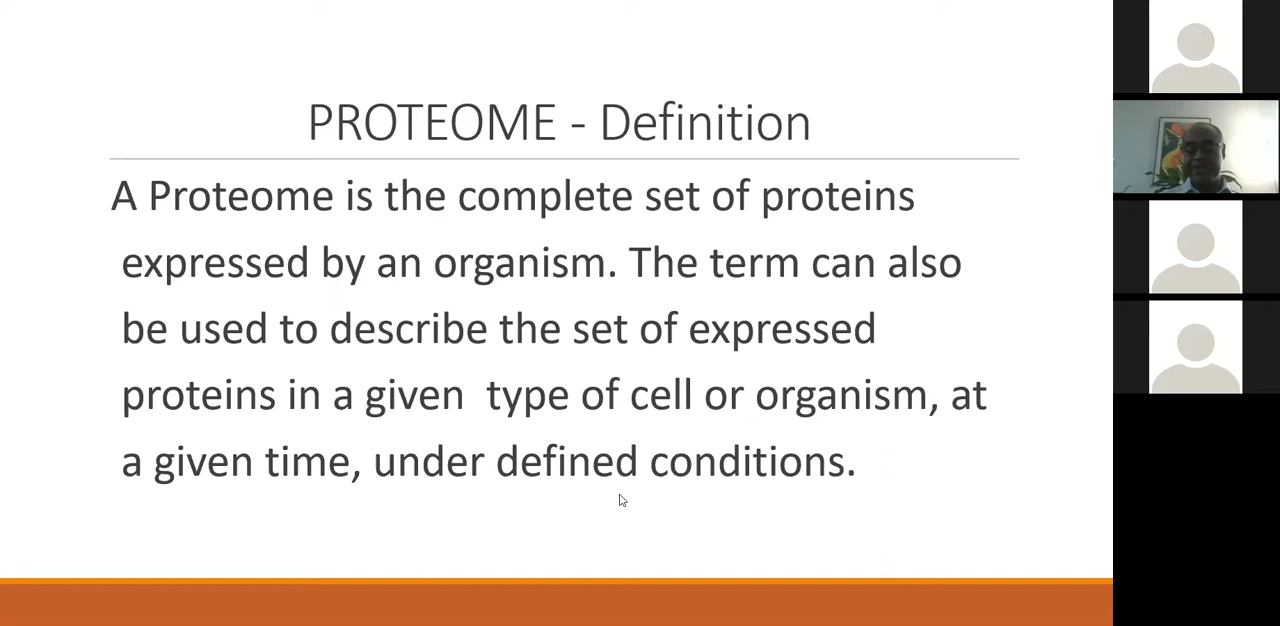 PROTEOME - Definition
A Proteome is the complete set of proteins
expressed by an organism. The term can also
be used to describe the set of expressed
proteins in a given type of cell or organism, at
a given time, under defined conditions.